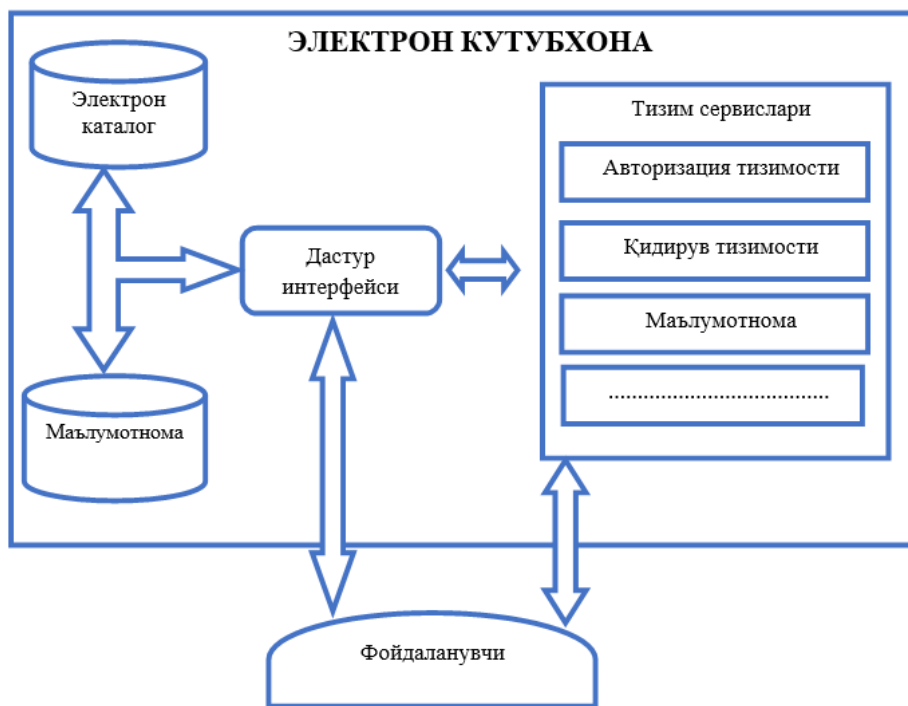 ЭЛЕКТРОН КУТУБХОНА
Электрон
каталог
Тизим сервислари
Авторизация тизимости
Қидирув тизимости
Дастур
интерфейси
Маълумотнома
Маълумотнома
.......................................
Фойдаланувчи